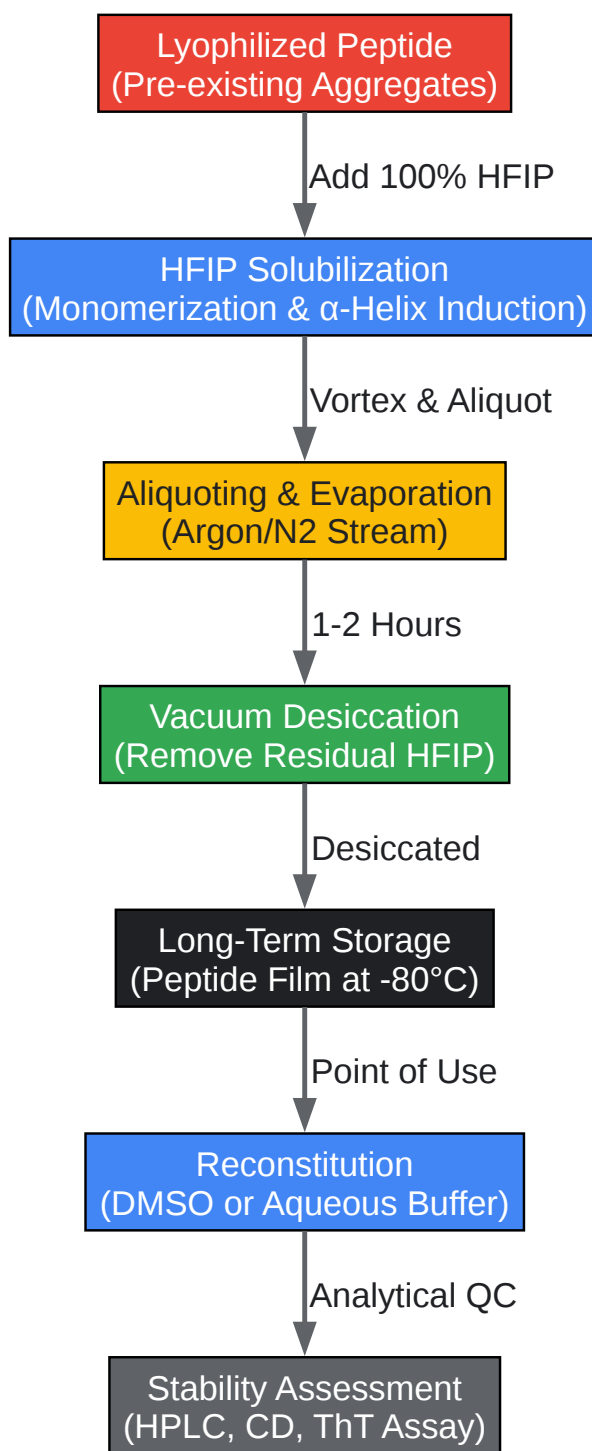 Lyophilized Peptide
(Pre-existing Aggregates)
Add 100% HFIP
HFIP Solubilization
(Monomerization & α-Helix Induction)
Vortex & Aliquot
Aliquoting & Evaporation
(Argon/N2 Stream)
1-2 Hours
Vacuum Desiccation
(Remove Residual HFIP)
Desiccated
Long-Term Storage
(Peptide Film at -80°C)
Point of Use
Reconstitution
(DMSO or Aqueous Buffer)
Analytical QC
Stability Assessment
(HPLC, CD, ThT Assay)